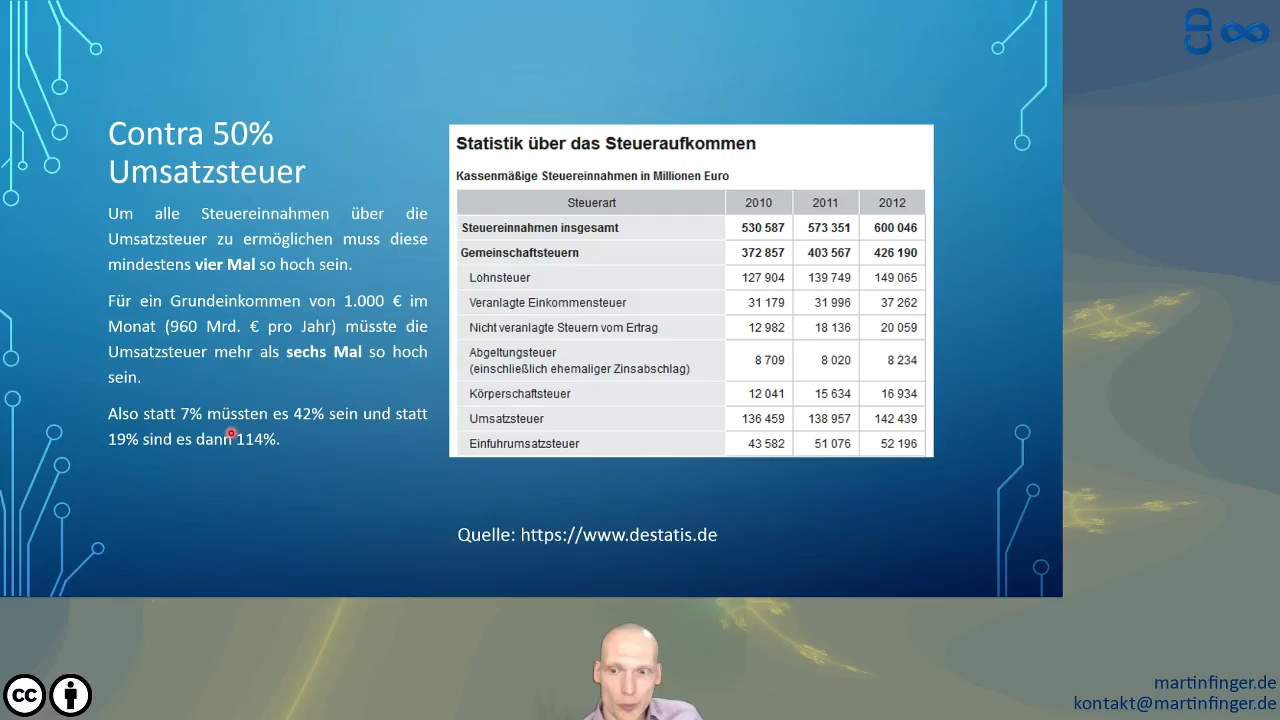 CD ∞
Contra 50%
Umsatzsteuer
Um alle Steuereinnahmen über die
Umsatzsteuer zu ermöglichen muss diese
mindestens vier Mal so hoch sein.
Für ein Grundeinkommen von 1.000 € im
Monat (960 Mrd. € pro Jahr) müsste die
Umsatzsteuer mehr als sechs Mal so hoch
sein.
Also statt 7% müssten es 42% sein und statt
19% sind es dann 114%.
Statistik über das Steueraufkommen
Kassenmäßige Steuereinnahmen in Millionen Euro
Steuerart 2010 2011 2012
Steuereinnahmen insgesamt 530 587 573 351 600 046
Gemeinschaftsteuern 372 857 403 567 426 190
Lohnsteuer 127 904 139 749 149 065
Veranlagte Einkommensteuer 31 179 31 996 37 262
Nicht veranlagte Steuern vom Ertrag 12 982 18 136 20 059
Abgeltungsteuer
(einschließlich ehemaliger Zinsabschlag) 8 709 8 020 8 234
Körperschaftsteuer 12 041 15 634 16 934
Umsatzsteuer 136 459 138 957 142 439
Einfuhrumsatzsteuer 43 582 51 076 52 196
Quelle: https://www.destatis.de
cc
martinfinger.de
kontakt@martinfinger.de